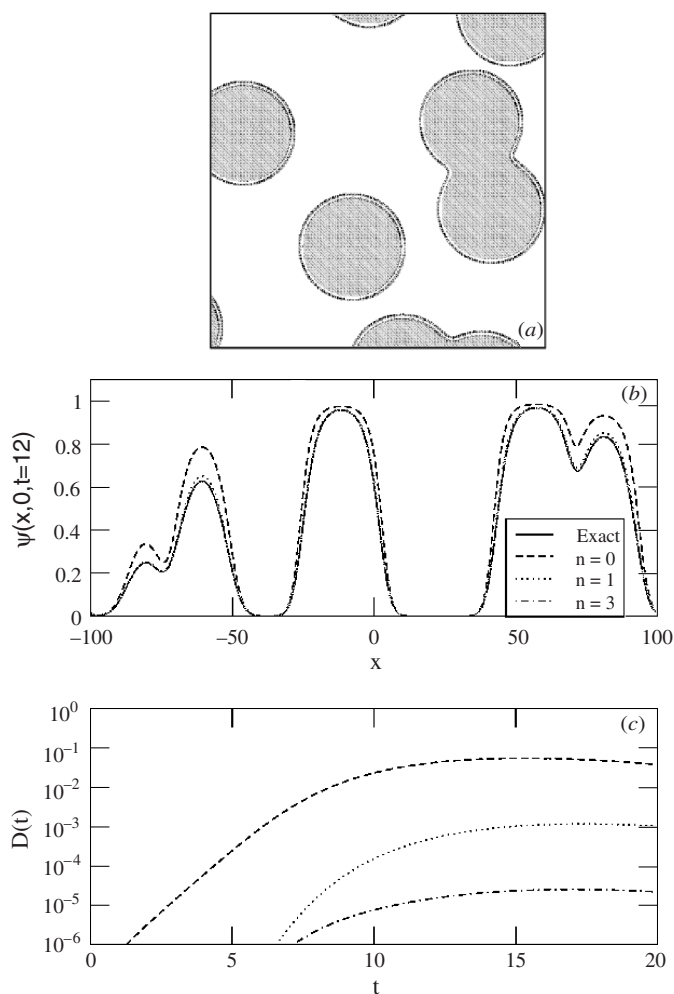 (a)
(b)
ψ(x,0,t=12)
1
0.8
0.6
0.4
0.2
0
Exact
n = 0
n = 1
n = 3
–100
–50
0
50
100
x
(c)
D(t)
10⁰
10⁻¹
10⁻²
10⁻³
10⁻⁴
10⁻⁵
10⁻⁶
0
5
10
15
20
t